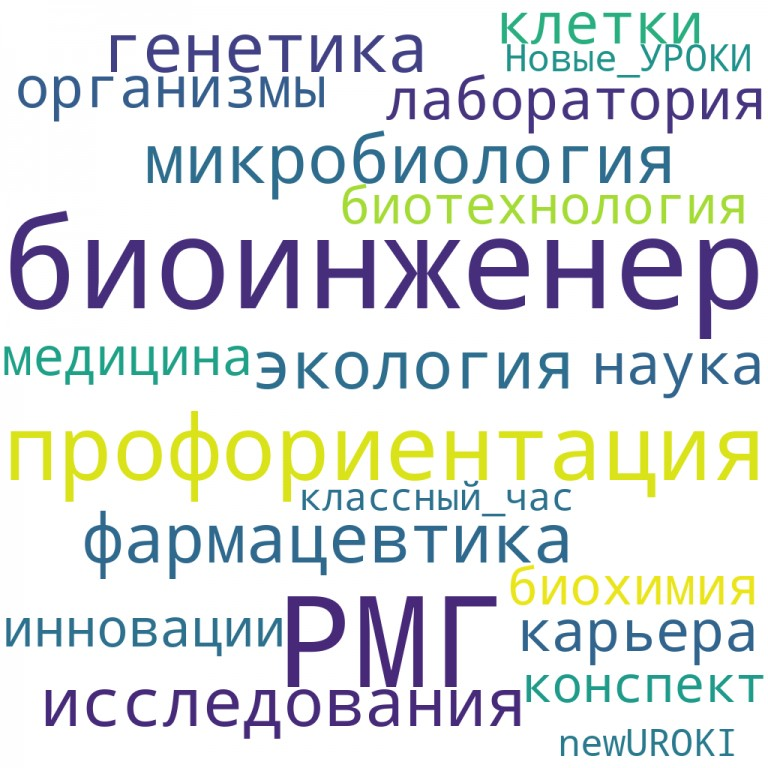 клетки
генетика
Новые_УРОКИ
организмы
лаборатория
микробиология
биотехнология
биоинженер
медицина
экология
наука
профориентация
классный_час
фармацевтика
биохимия
РМГ
инновации
карьера
исследования
конспект
newUROKI